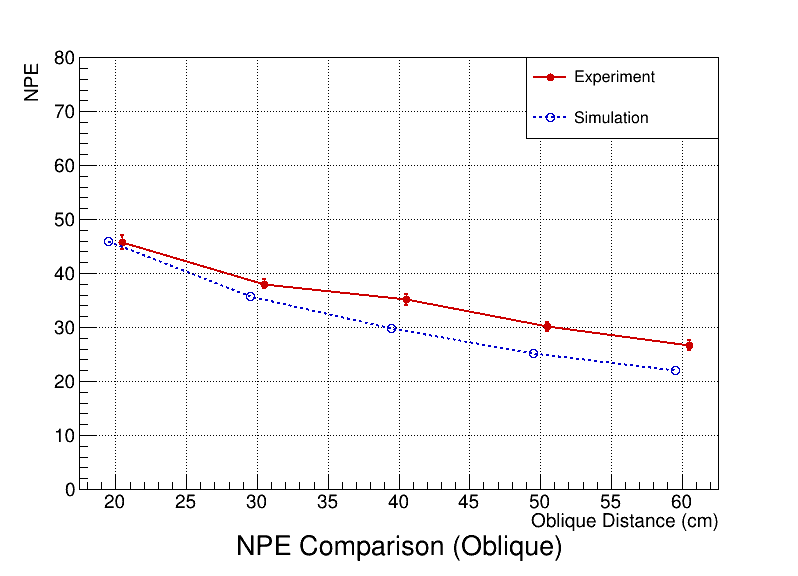 NPE
80
70
60
50
40
30
20
10
0
Experiment
Simulation
20 25 30 35 40 45 50 55 60
Oblique Distance (cm)
NPE Comparison (Oblique)